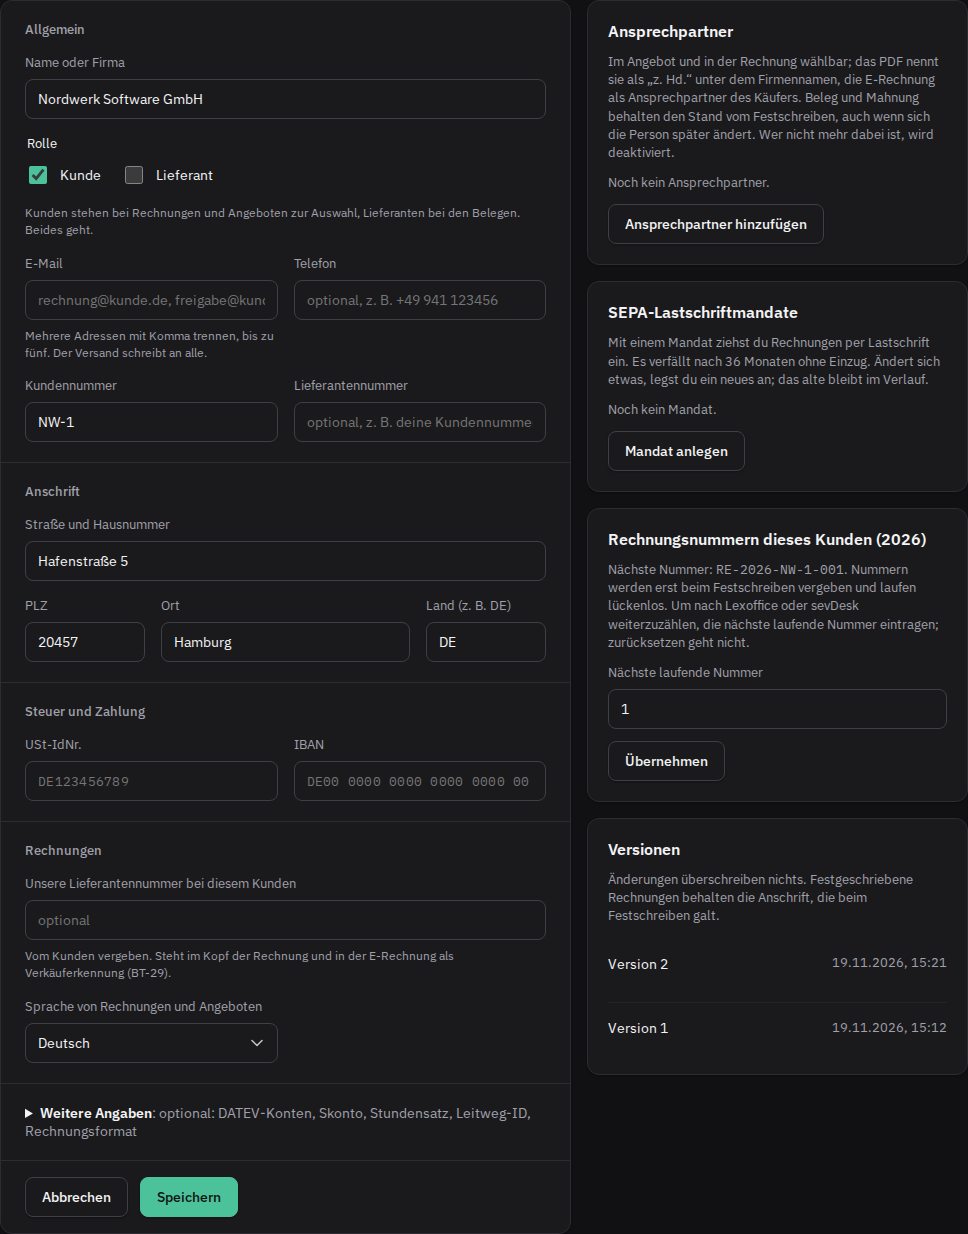 Allgemein
Name oder Firma
Nordwerk Software GmbH
Rolle
Kunde
Lieferant
Kunden stehen bei Rechnungen und Angeboten zur Auswahl, Lieferanten bei den Belegen.
Beides geht.
E-Mail
Telefon
rechnung@kunde.de, freigabe@kund
optional, z. B. +49 941 123456
Mehrere Adressen mit Komma trennen, bis zu
fünf. Der Versand schreibt an alle.
Kundennummer
Lieferantennummer
NW-1
optional, z. B. deine Kundennumme
Anschrift
Straße und Hausnummer
Hafenstraße 5
PLZ
Ort
Land (z. B. DE)
20457
Hamburg
DE
Steuer und Zahlung
USt-IdNr.
IBAN
DE123456789
DE00 0000 0000 0000 0000 00
Rechnungen
Unsere Lieferantennummer bei diesem Kunden
optional
Vom Kunden vergeben. Steht im Kopf der Rechnung und in der E-Rechnung als
Verkäuferkennung (BT-29).
Sprache von Rechnungen und Angeboten
Deutsch
Weitere Angaben: optional: DATEV-Konten, Skonto, Stundensatz, Leitweg-ID,
Rechnungsformat
Abbrechen
Speichern
Ansprechpartner
Im Angebot und in der Rechnung wählbar; das PDF nennt
sie als „z. Hd.“ unter dem Firmennamen, die E-Rechnung
als Ansprechpartner des Käufers. Beleg und Mahnung
behalten den Stand vom Festschreiben, auch wenn sich
die Person später ändert. Wer nicht mehr dabei ist, wird
deaktiviert.
Noch kein Ansprechpartner.
Ansprechpartner hinzufügen
SEPA-Lastschriftmandate
Mit einem Mandat ziehst du Rechnungen per Lastschrift
ein. Es verfällt nach 36 Monaten ohne Einzug. Ändert sich
etwas, legst du ein neues an; das alte bleibt im Verlauf.
Noch kein Mandat.
Mandat anlegen
Rechnungsnummern dieses Kunden (2026)
Nächste Nummer: RE-2026-NW-1-001. Nummern
werden erst beim Festschreiben vergeben und laufen
lückenlos. Um nach Lexoffice oder sevDesk
weiterzuzählen, die nächste laufende Nummer eintragen;
zurücksetzen geht nicht.
Nächste laufende Nummer
1
Übernehmen
Versionen
Änderungen überschreiben nichts. Festgeschriebene
Rechnungen behalten die Anschrift, die beim
Festschreiben galt.
Version 2
19.11.2026, 15:21
Version 1
19.11.2026, 15:12